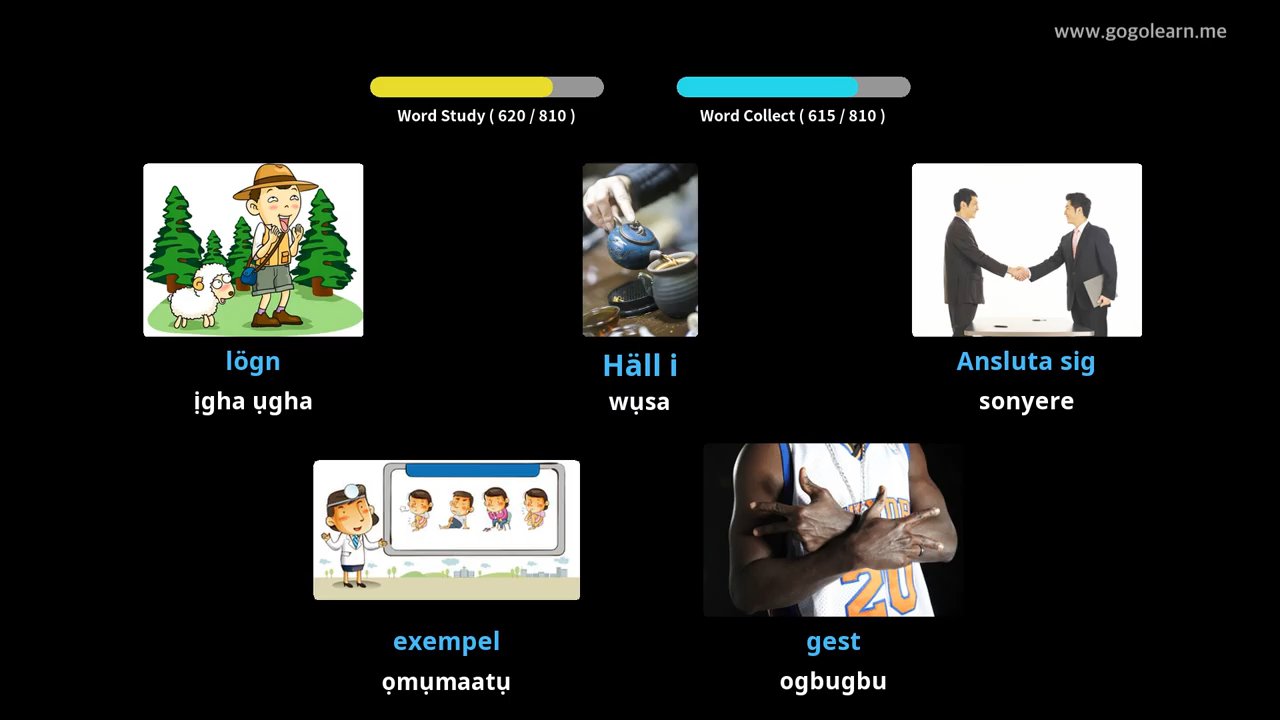 www.gogolearn.me
Word Study ( 620 / 810 )
Word Collect ( 615 / 810 )
lögn
ịgha ụgha
Häll i
wụsa
Ansluta sig
sonyere
exempel
ọmụmaatụ
gest
ogbugbu
20